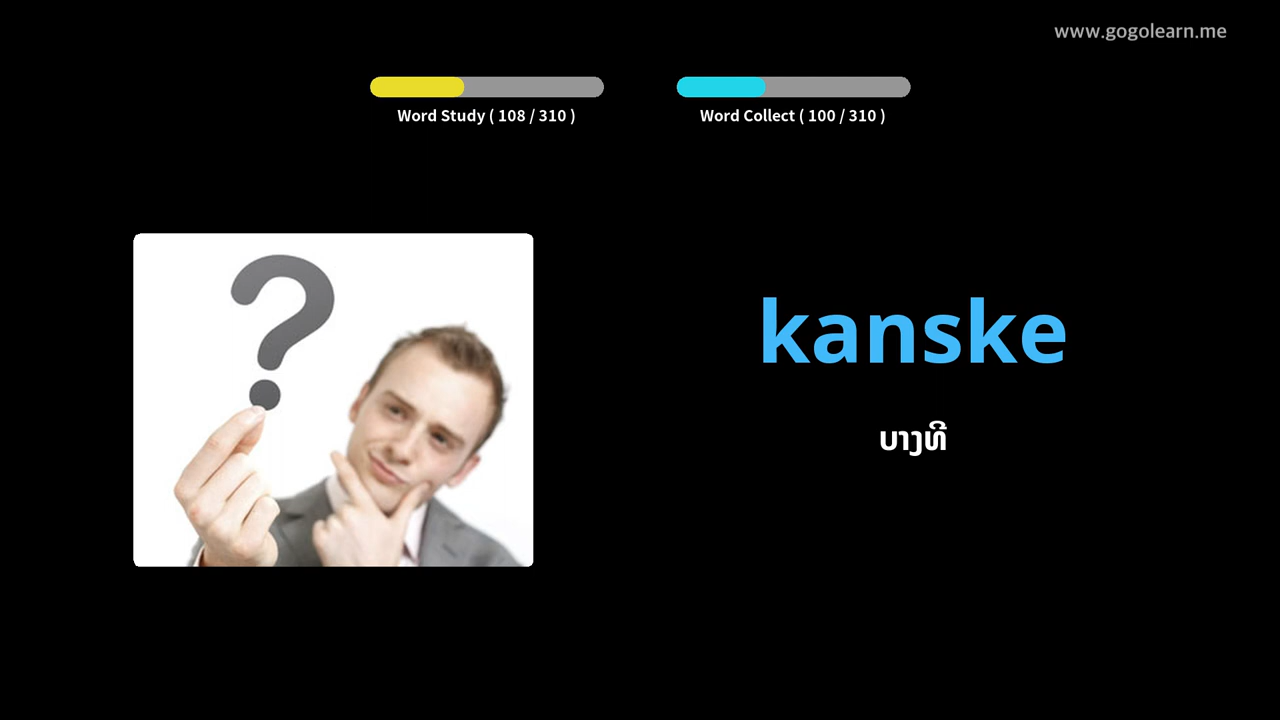 www.gogolearn.me
Word Study ( 108 / 310 )
Word Collect ( 100 / 310 )
?
kanske
ບາງທີ